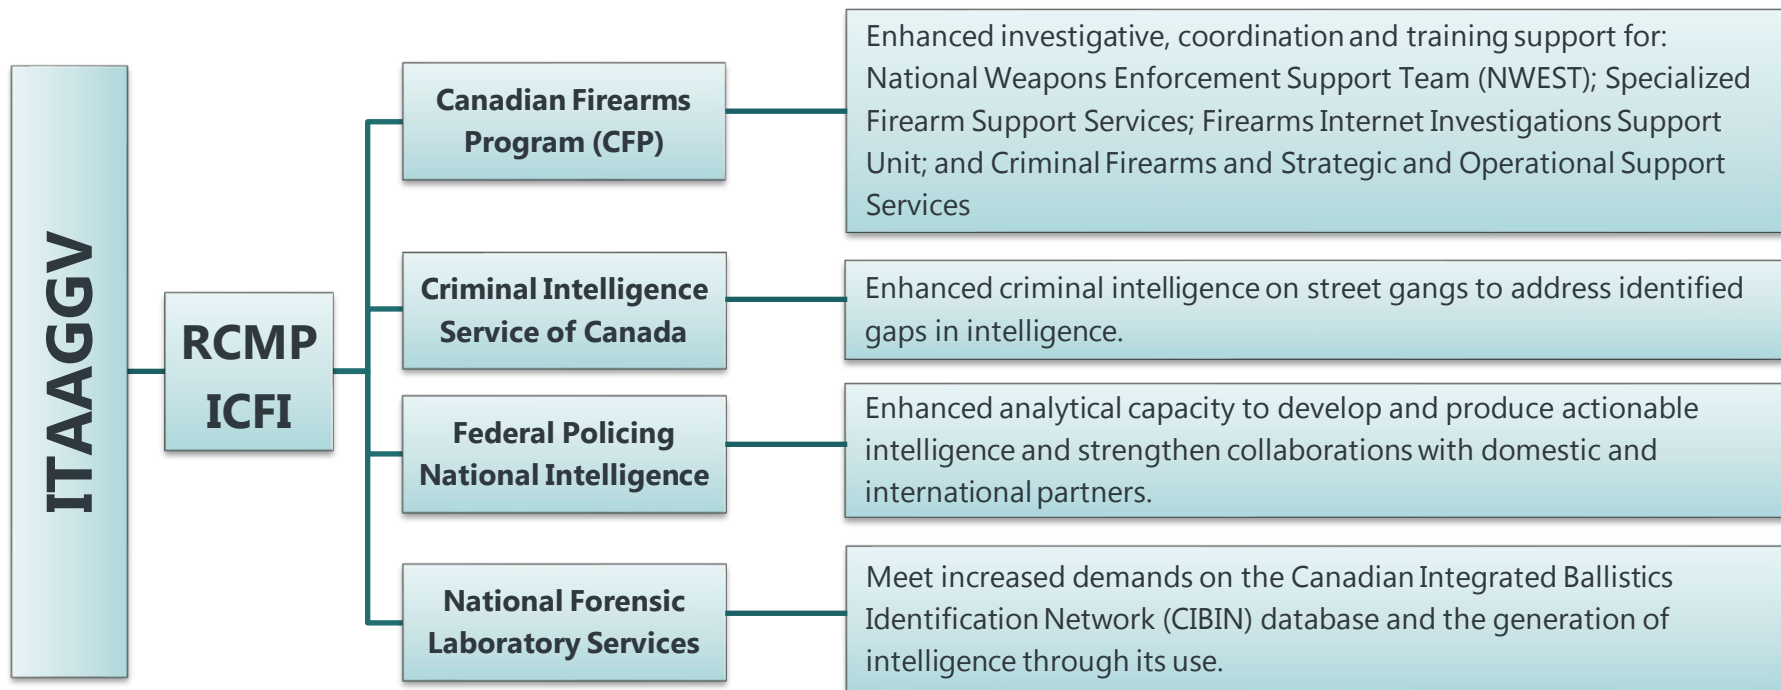 ITAAGGV
RCMP
ICFI
Canadian Firearms
Program (CFP)
Enhanced investigative, coordination and training support for:
National Weapons Enforcement Support Team (NWEST); Specialized
Firearm Support Services; Firearms Internet Investigations Support
Unit; and Criminal Firearms and Strategic and Operational Support
Services
Criminal Intelligence
Service of Canada
Enhanced criminal intelligence on street gangs to address identified
gaps in intelligence.
Federal Policing
National Intelligence
Enhanced analytical capacity to develop and produce actionable
intelligence and strengthen collaborations with domestic and
international partners.
National Forensic
Laboratory Services
Meet increased demands on the Canadian Integrated Ballistics
Identification Network (CIBIN) database and the generation of
intelligence through its use.